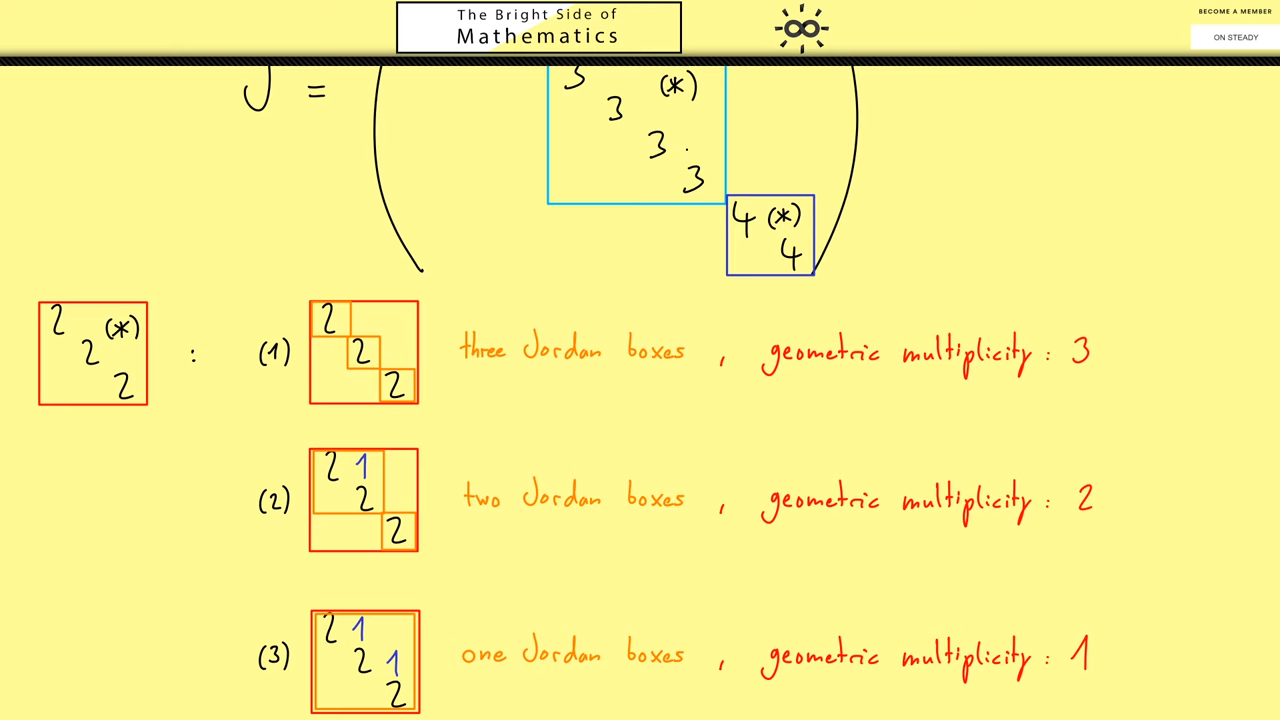 The Bright Side of
Mathematics
BECOME A MEMBER
ON STEADY
J =
3
3 (*)
3
3
4 (*)
4
2
2 (*)
2
:
(1)
2
2
2
three Jordan boxes , geometric multiplicity : 3
(2)
2 1
2
2
two Jordan boxes , geometric multiplicity : 2
(3)
2 1
2 1
2
one Jordan boxes , geometric multiplicity : 1